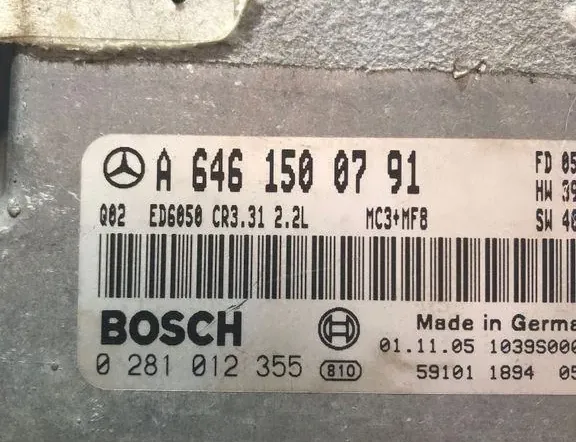 A 646 150 07 91
FD 05
HW 39
Q02 ED6050 CR3.31 2.2L MC3+MF8
SW 40
BOSCH
Made in Germa
01.11.05 1039S000
0 281 012 355 810
59101 1894 05